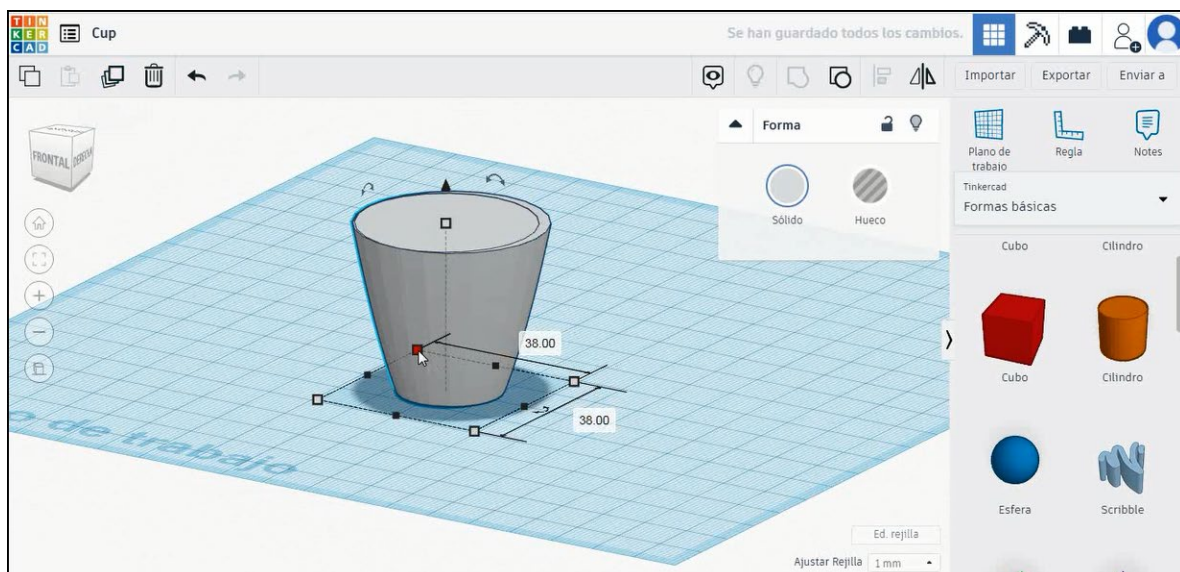 TIN
KER
CAD
Cup
Se han guardado todos los cambios.
Importar
Exportar
Enviar a
FRONTAL
DERECHA
Forma
Sólido
Hueco
Plano de
trabajo
Regla
Notes
Tinkercad
Formas básicas
Cubo
Cilindro
38.00
38.00
Cubo
Cilindro
o de trabajo
Esfera
Scribble
Ed. rejilla
Ajustar Rejilla
1 mm